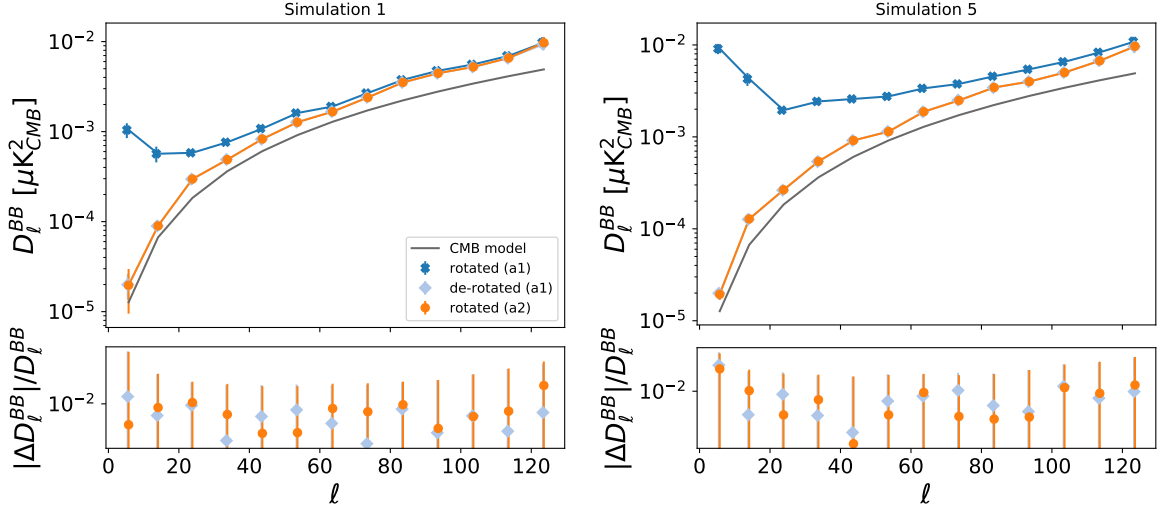 Simulation 1
D_ℓ^BB [μK²_CMB]
10⁻²
10⁻³
10⁻⁴
10⁻⁵
CMB model
rotated (a1)
de-rotated (a1)
rotated (a2)
|ΔD_ℓ^BB|/D_ℓ^BB
10⁻²
0 20 40 60 80 100 120
ℓ
Simulation 5
D_ℓ^BB [μK²_CMB]
10⁻²
10⁻³
10⁻⁴
10⁻⁵
|ΔD_ℓ^BB|/D_ℓ^BB
10⁻²
0 20 40 60 80 100 120
ℓ